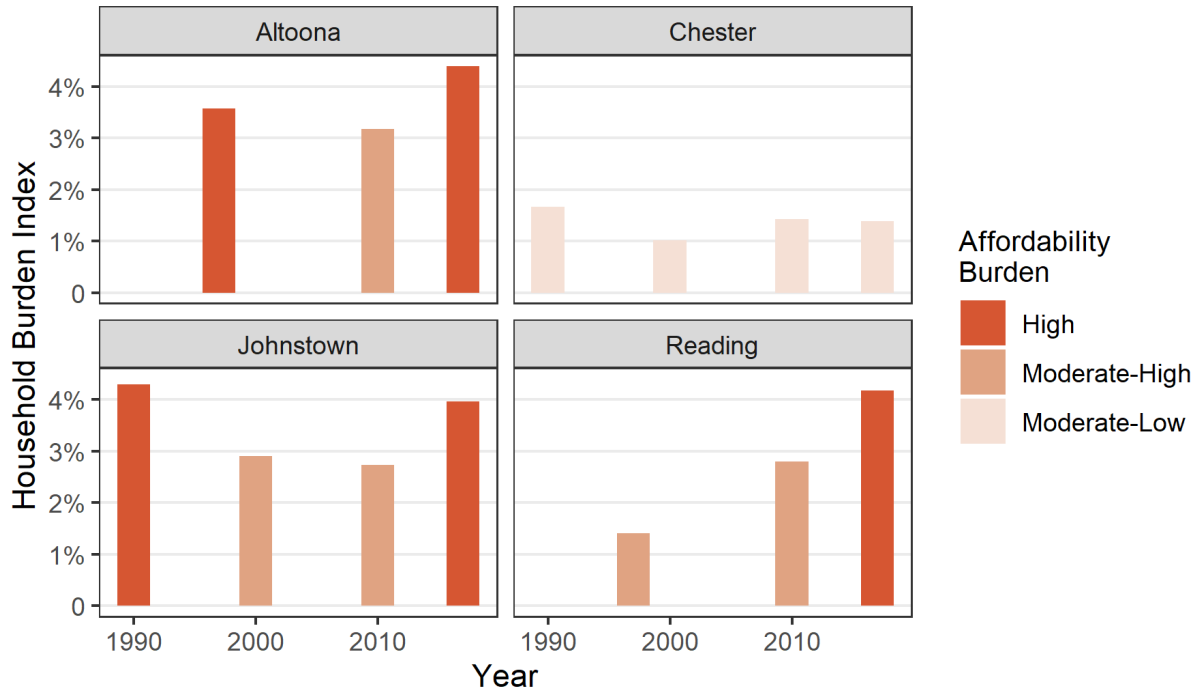 Altoona
Chester
4%
3%
2%
1%
0
Johnstown
Reading
4%
3%
2%
1%
0
1990
2000
2010
1990
2000
2010
Year
Household Burden Index
Affordability
Burden
High
Moderate-High
Moderate-Low